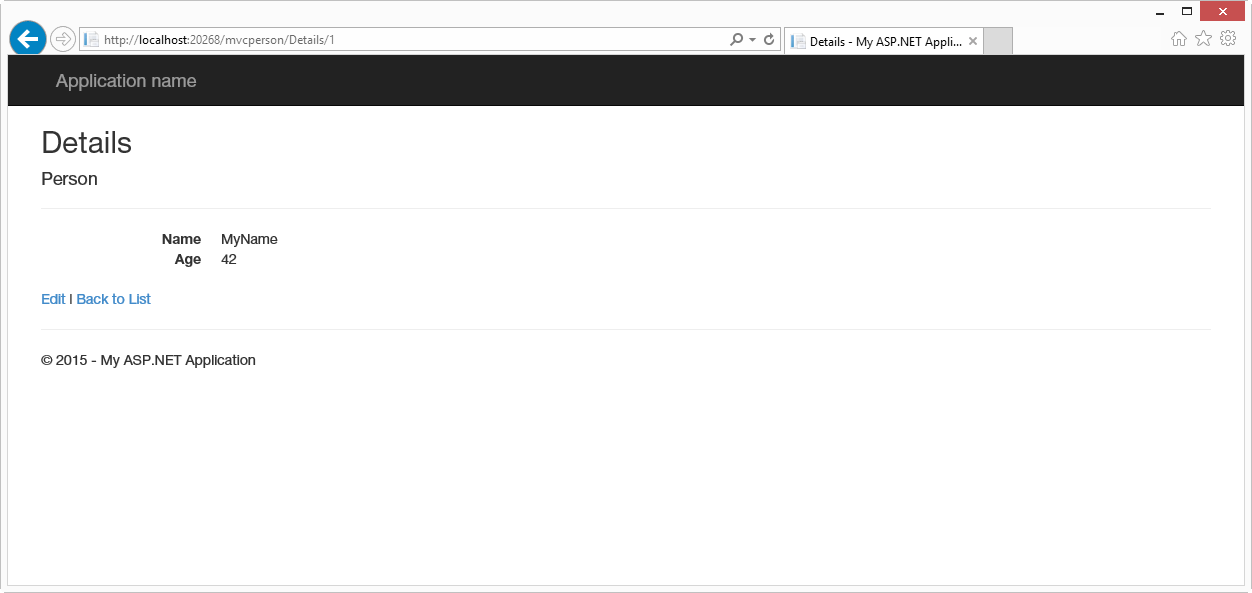 http://localhost:20268/mvcperson/Details/1
Details - My ASP.NET Appli...
Application name
Details
Person
Name MyName
Age 42
Edit | Back to List
© 2015 - My ASP.NET Application